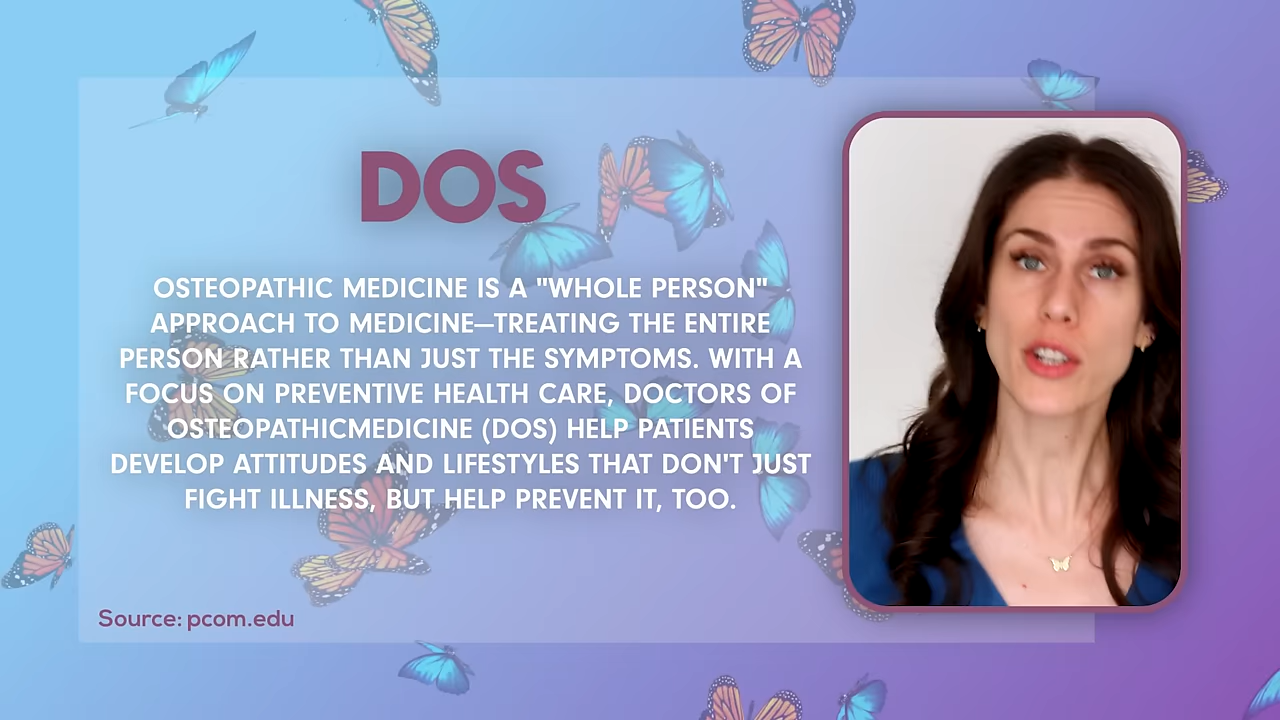 DOS
OSTEOPATHIC MEDICINE IS A "WHOLE PERSON"
APPROACH TO MEDICINE—TREATING THE ENTIRE
PERSON RATHER THAN JUST THE SYMPTOMS. WITH A
FOCUS ON PREVENTIVE HEALTH CARE, DOCTORS OF
OSTEOPATHICMEDICINE (DOS) HELP PATIENTS
DEVELOP ATTITUDES AND LIFESTYLES THAT DON'T JUST
FIGHT ILLNESS, BUT HELP PREVENT IT, TOO.
Source: pcom.edu